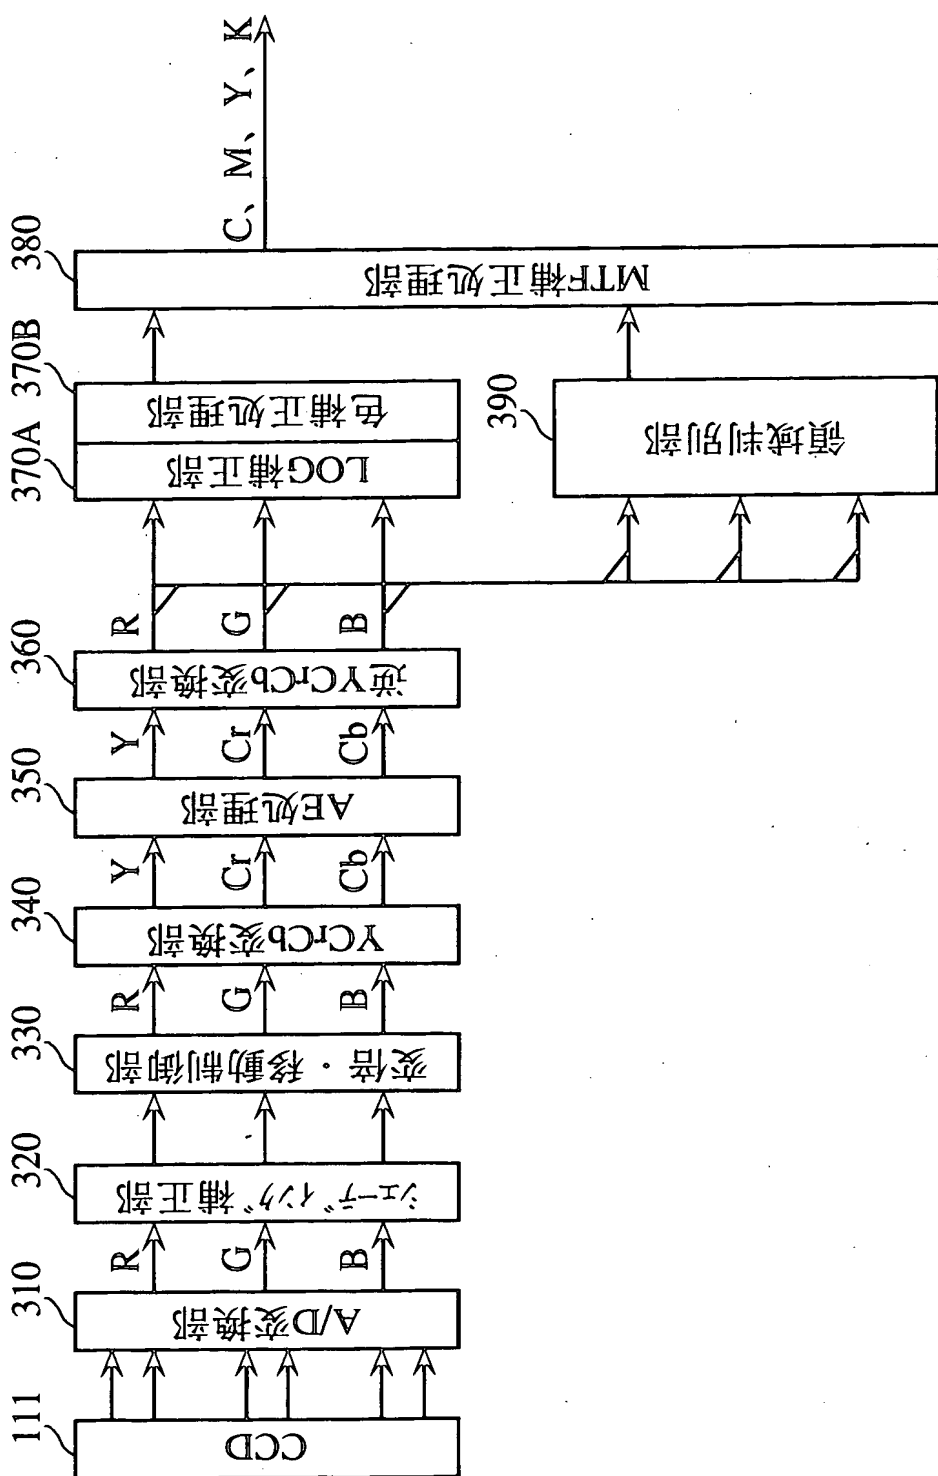 111
CCD
310
A/D変換部
R
G
B
320
シェーディング補正部
330
変倍・移動制御部
R
G
B
340
YCrCb変換部
Y
Cr
Cb
350
AE処理部
Y
Cr
Cb
360
逆YCrCb変換部
R
G
B
370A
LOG補正部
370B
色補正処理部
390
領域判別部
380
MTF補正処理部
C、M、Y、K